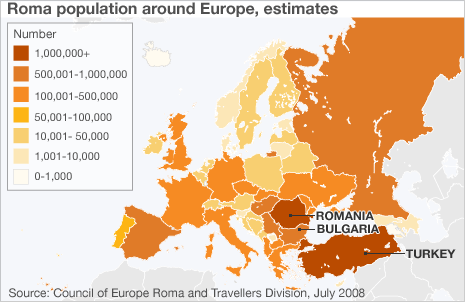 Roma population around Europe, estimates
Number
1,000,000+
500,001-1,000,000
100,001-500,000
50,001-100,000
10,001- 50,000
1,001-10,000
0-1,000
ROMANIA
BULGARIA
TURKEY
Source: Council of Europe Roma and Travellers Division, July 2008